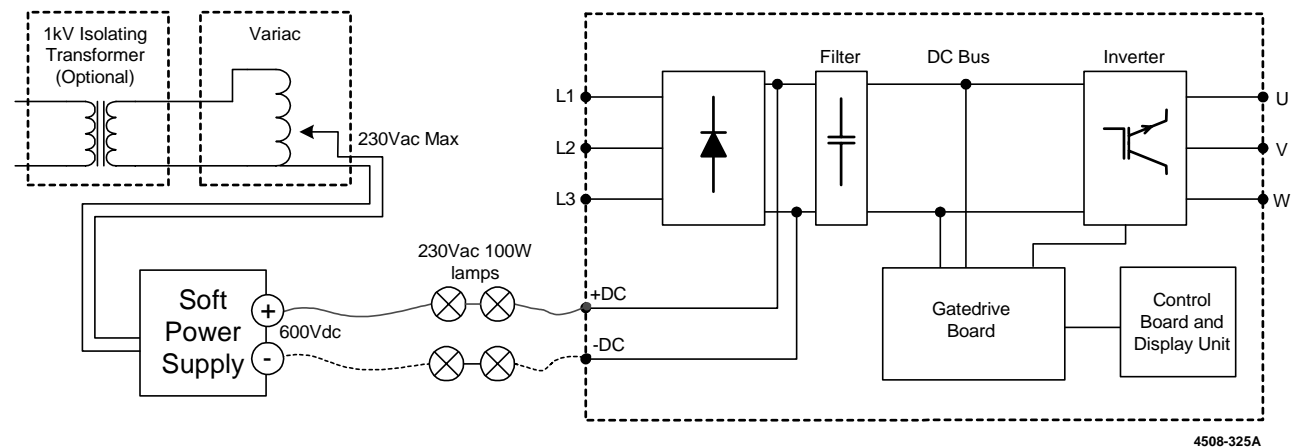 1kV Isolating
Transformer
(Optional)
Variac
230Vac Max
Filter
DC Bus
Inverter
L1
L2
L3
U
V
W
230Vac 100W
lamps
Soft
Power
Supply
+
-
600Vdc
+DC
-DC
Gatedrive
Board
Control
Board and
Display Unit
4508-325A